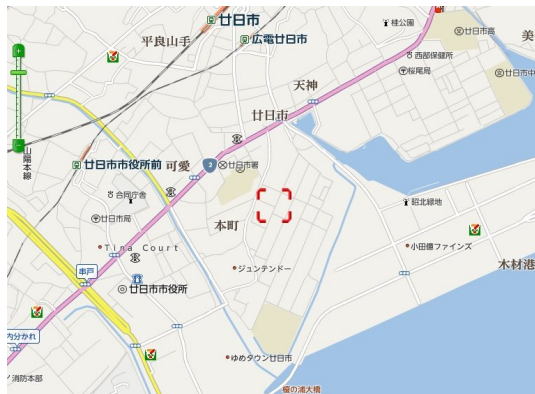 廿日市
桂公園
廿日市高
平良山手
広電廿日市
美
西部保健所
桜尾局
廿日市中
天神
廿日市
山陽本線
廿日市市役所前
可愛
2
廿日市署
合同庁舎
昭北緑地
廿日市局
本町
Tina Court
小田億ファインズ
木材港
串戸
ジュンテンドー
廿日市市役所
内分かれ
ゆめタウン廿日市
消防本部
榎の浦大橋